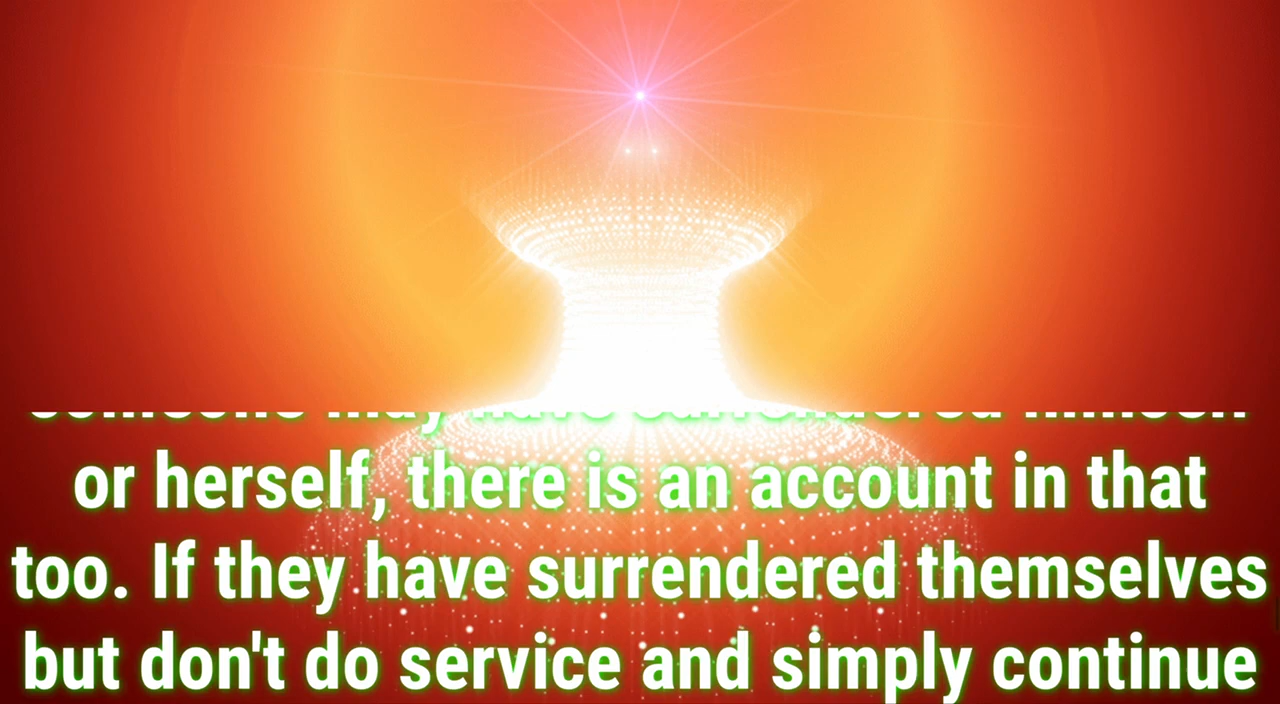 or herself, there is an account in that
too. If they have surrendered themselves
but don't do service and simply continue